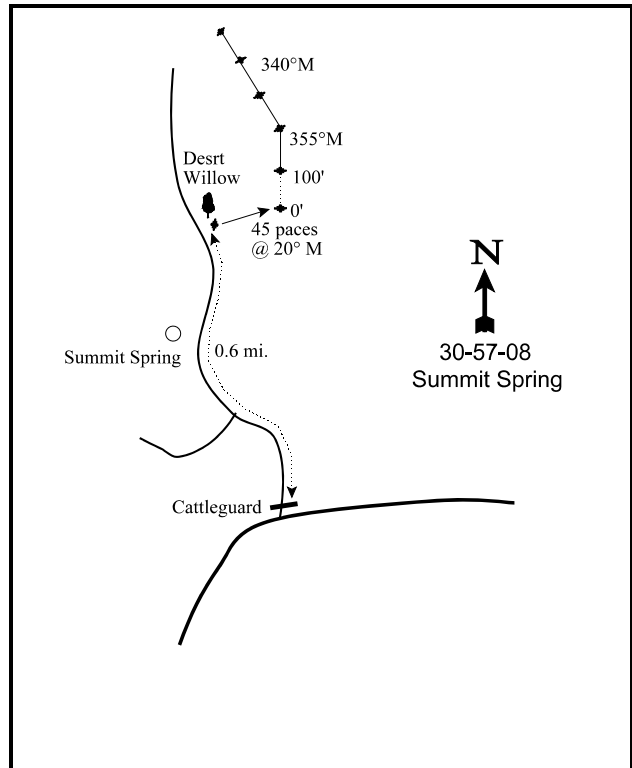 340°M
355°M
Desrt
Willow
100'
0'
45 paces
@ 20° M
N
30-57-08
Summit Spring
Summit Spring
0.6 mi.
Cattleguard